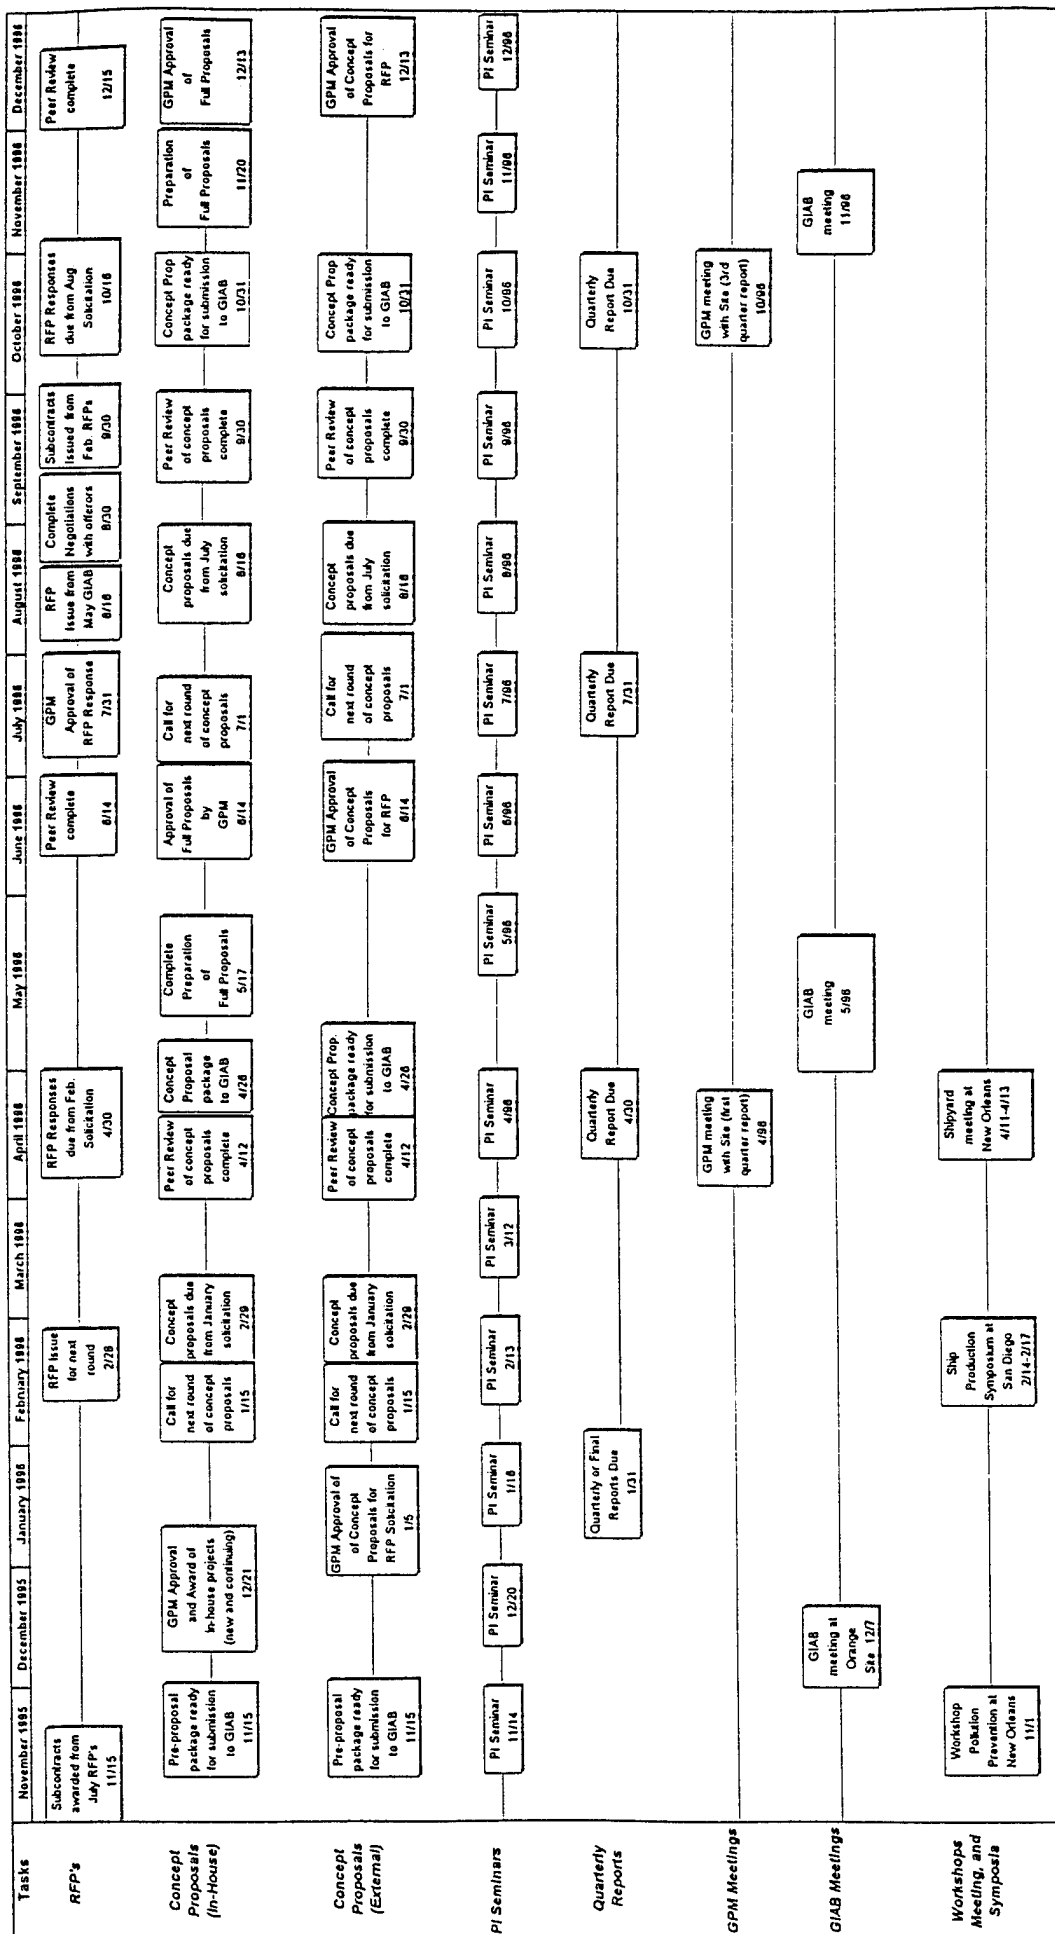 Tasks
November 1995
December 1995
January 1996
February 1996
March 1996
April 1996
May 1996
June 1996
July 1996
August 1996
September 1996
October 1996
November 1996
December 1996
RFP's
Subcontracts
awarded from
July RFP's
11/15
RFP Issue
for next
round
2/28
RFP Responses
due from Feb.
Solicitation
4/30
Peer Review
complete
6/14
GPM
Approval of
RFP Response
7/31
RFP
Issue from
May GIAB
8/16
Complete
Negotiations
with offerors
8/30
Subcontracts
Issued from
Feb. RFPs
9/30
RFP Responses
due from Aug
Solicitation
10/16
Peer Review
complete
12/15
Concept
Proposals
(In-House)
Pre-proposal
package ready
for submission
to GIAB
11/15
GPM Approval
and Award of
In-house projects
(new and continuing)
12/21
Call for
next round
of concept
proposals
1/15
Concept
proposals due
from January
solicitation
2/29
Peer Review
of concept
proposals
complete
4/12
Concept
Proposal
package
to GIAB
4/26
Complete
Preparation
of
Full Proposals
5/17
Approval of
Full Proposals
by
GPM
6/14
Call for
next round
of concept
proposals
7/1
Concept
proposals due
from July
solicitation
8/16
Peer Review
of concept
proposals
complete
9/30
Concept Prop
package ready
for submission
to GIAB
10/31
Preparation
of
Full Proposals
11/20
GPM Approval
of
Full Proposals
12/13
Concept
Proposals
(External)
Pre-proposal
package ready
for submission
to GIAB
11/15
GPM Approval
of Concept
Proposals for
RFP Solicitation
1/5
Call for
next round
of concept
proposals
1/15
Concept
proposals due
from January
solicitation
2/29
Peer Review
of concept
proposals
complete
4/12
Concept Prop.
package ready
for submission
to GIAB
4/26
GPM Approval
of Concept
Proposals
for RFP
6/14
Call for
next round
of concept
proposals
7/1
Concept
proposals due
from July
solicitation
8/16
Peer Review
of concept
proposals
complete
9/30
Concept Prop
package ready
for submission
to GIAB
10/31
GPM Approval
of Concept
Proposals for
RFP
12/13
PI Seminars
PI Seminar
11/14
PI Seminar
12/20
PI Seminar
1/16
PI Seminar
2/13
PI Seminar
3/12
PI Seminar
4/96
PI Seminar
5/96
PI Seminar
6/96
PI Seminar
7/96
PI Seminar
8/96
PI Seminar
9/96
PI Seminar
10/96
PI Seminar
11/96
PI Seminar
12/96
Quarterly
Reports
Quarterly or Final
Reports Due
1/31
Quarterly
Report Due
4/30
Quarterly
Report Due
7/31
Quarterly
Report Due
10/31
GPM Meetings
GPM meeting
with Site (first
quarter report)
4/96
GPM meeting
with Site (3rd
quarter report)
10/96
GIAB Meetings
GIAB
meeting at
Orange
Site 12/7
GIAB
meeting
5/96
GIAB
meeting
11/96
Workshops
Meeting, and
Symposia
Workshop
Pollution
Prevention at
New Orleans
11/1
Ship
Production
Symposium at
San Diego
2/14-2/17
Shipyard
meeting at
New Orleans
4/11-4/13